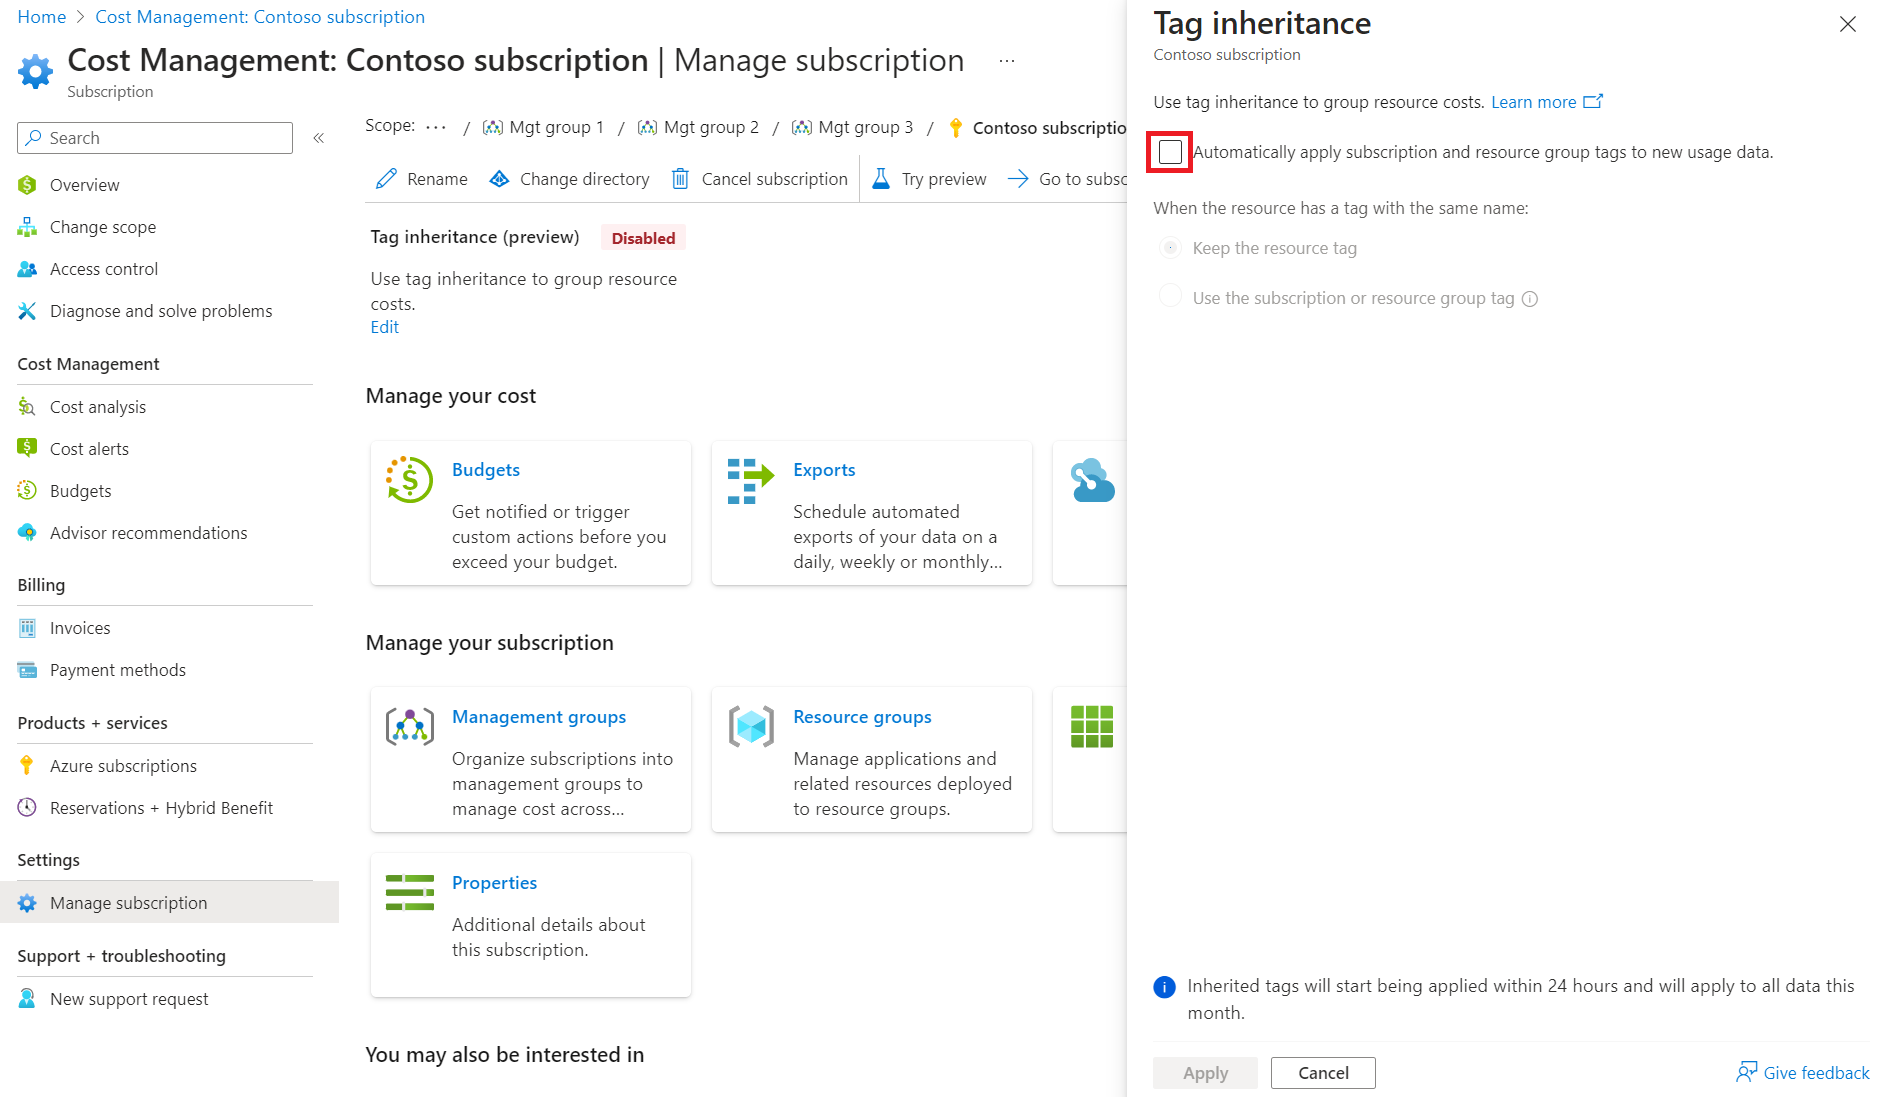 Home > Cost Management: Contoso subscription
Cost Management: Contoso subscription | Manage subscription ...
Subscription
Search
«
Overview
Change scope
Access control
Diagnose and solve problems
Cost Management
Cost analysis
Cost alerts
Budgets
Advisor recommendations
Billing
Invoices
Payment methods
Products + services
Azure subscriptions
Reservations + Hybrid Benefit
Settings
Manage subscription
Support + troubleshooting
New support request
Scope: ... / Mgt group 1 / Mgt group 2 / Mgt group 3 / Contoso subscriptio
Rename Change directory Cancel subscription Try preview Go to subsc
Tag inheritance (preview) Disabled
Use tag inheritance to group resource
costs.
Edit
Manage your cost
Budgets
Get notified or trigger
custom actions before you
exceed your budget.
Exports
Schedule automated
exports of your data on a
daily, weekly or monthly...
Manage your subscription
Management groups
Organize subscriptions into
management groups to
manage cost across...
Resource groups
Manage applications and
related resources deployed
to resource groups.
Properties
Additional details about
this subscription.
You may also be interested in
Tag inheritance
Contoso subscription
Use tag inheritance to group resource costs. Learn more
Automatically apply subscription and resource group tags to new usage data.
When the resource has a tag with the same name:
Keep the resource tag
Use the subscription or resource group tag
Inherited tags will start being applied within 24 hours and will apply to all data this
month.
Apply Cancel Give feedback